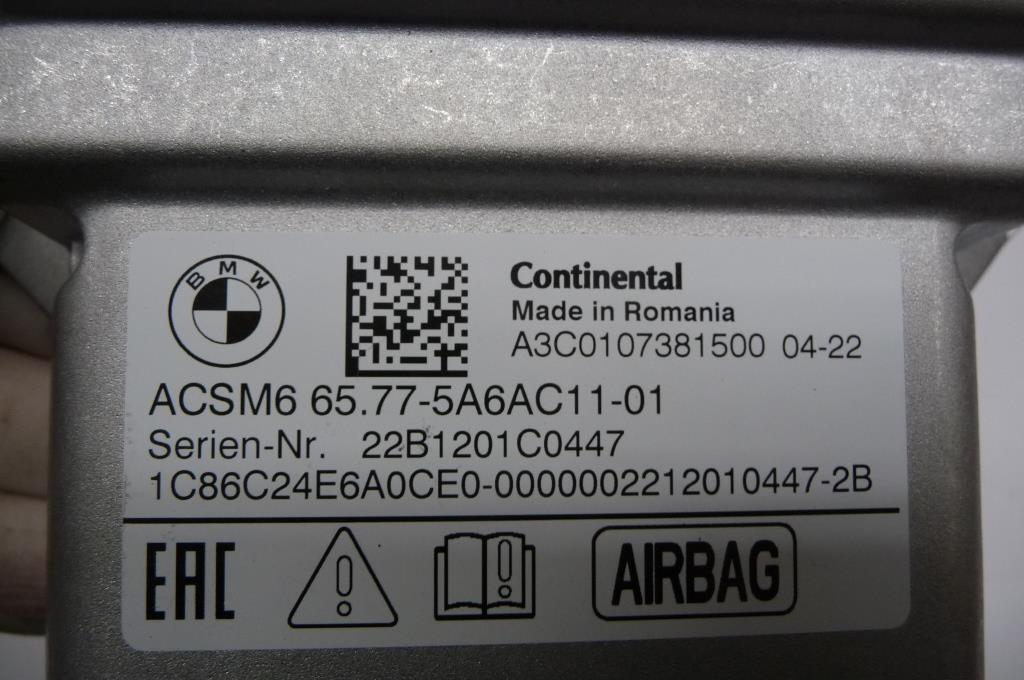 BMW
Continental
Made in Romania
A3C0107381500 04-22
ACSM6 65.77-5A6AC11-01
Serien-Nr. 22B1201C0447
1C86C24E6A0CE0-0000002212010447-2B
EAC
AIRBAG